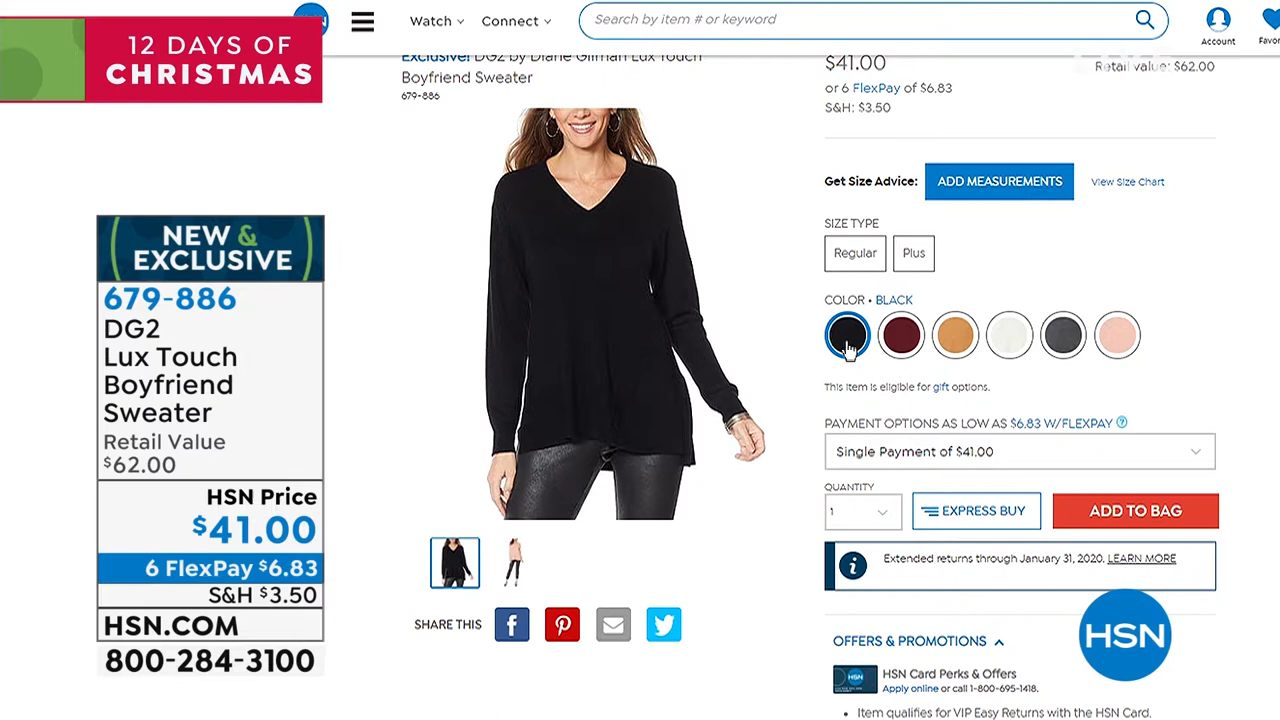 12 DAYS OF
CHRISTMAS
Watch
Connect
Search by item # or keyword
Account
Exclusive! DG2 by Diane Gilman Lux Touch
Boyfriend Sweater
679-886
$41.00
Retail Value: $62.00
or 6 FlexPay of $6.83
S&H: $3.50
Get Size Advice:
ADD MEASUREMENTS
View Size Chart
SIZE TYPE
Regular
Plus
COLOR • BLACK
This item is eligible for gift options.
PAYMENT OPTIONS AS LOW AS $6.83 W/FLEXPAY ?
Single Payment of $41.00
QUANTITY
1
EXPRESS BUY
ADD TO BAG
i
Extended returns through January 31, 2020. LEARN MORE
OFFERS & PROMOTIONS
HSN
HSN
HSN Card Perks & Offers
Apply online or call 1-800-695-1418.
• Item qualifies for VIP Easy Returns with the HSN Card.
SHARE THIS
NEW &
EXCLUSIVE
679-886
DG2
Lux Touch
Boyfriend
Sweater
Retail Value
$62.00
HSN Price
$41.00
6 FlexPay $6.83
S&H $3.50
HSN.COM
800-284-3100